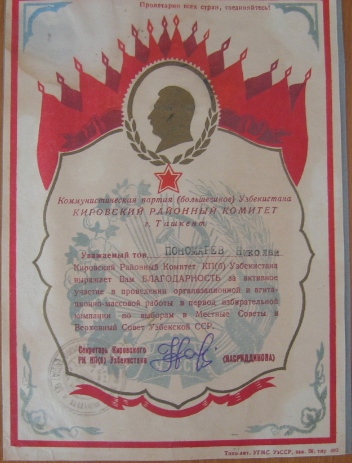 Пролетарии всех стран, соединяйтесь!
Коммунистическая партия (большевиков) Узбекистана
КИРОВСКИЙ РАЙОННЫЙ КОМИТЕТ
г. Ташкент
Уважаемый тов. ПОНОМАРЕВ
Кировский Районный Комитет КП(б) Узбекистана
выражает Вам БЛАГОДАРНОСТЬ за активное
участие в проведении организационной и агита-
ционно-массовой работы в первой избирательной
кампании по выборам в Местные Советы и
Верховный Совет Узбекской ССР.
Секретарь Кировского
РК КП(б) Узбекистана
(НАСРИДДИНОВА)